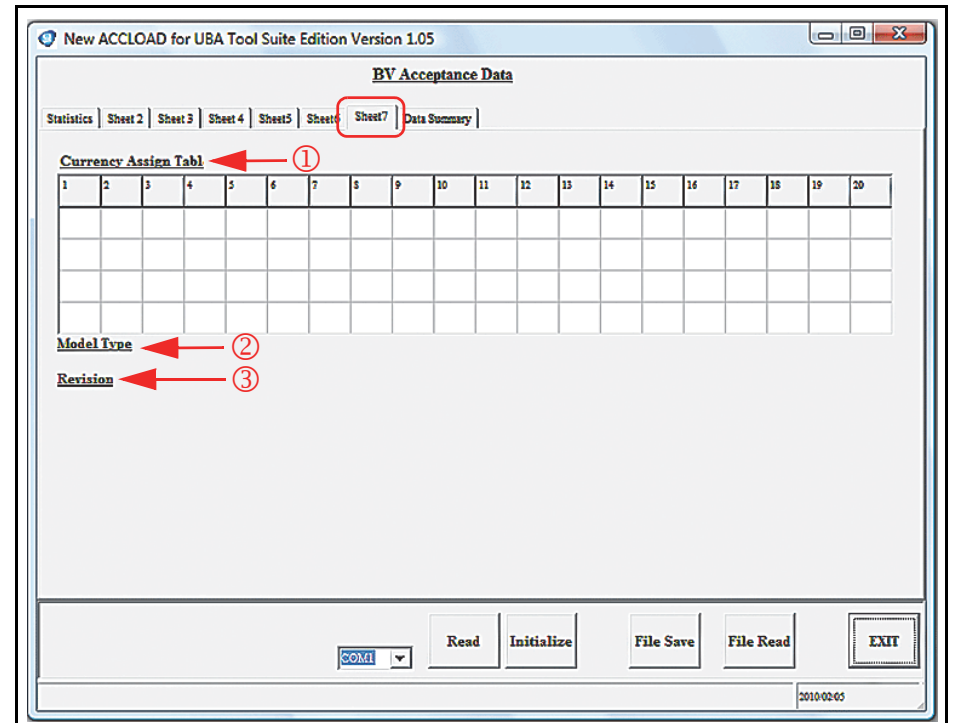 New ACCLOAD for UBA Tool Suite Edition Version 1.05
BV Acceptance Data
Statistics Sheet 2 Sheet 3 Sheet 4 Sheet5 Sheet6 Sheet7 Data Summary
Currency Assign Tabl ①
1 2 3 4 5 6 7 8 9 10 11 12 13 14 15 16 17 18 19 20
Model Type ②
Revision ③
COM1 Read Initialize File Save File Read EXIT
2010/02/05